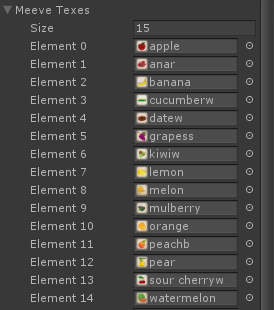 Meeve Texes
Size 15
Element 0 apple
Element 1 anar
Element 2 banana
Element 3 cucumberw
Element 4 datew
Element 5 grapess
Element 6 kiwiw
Element 7 lemon
Element 8 melon
Element 9 mulberry
Element 10 orange
Element 11 peachb
Element 12 pear
Element 13 sour cherryw
Element 14 watermelon